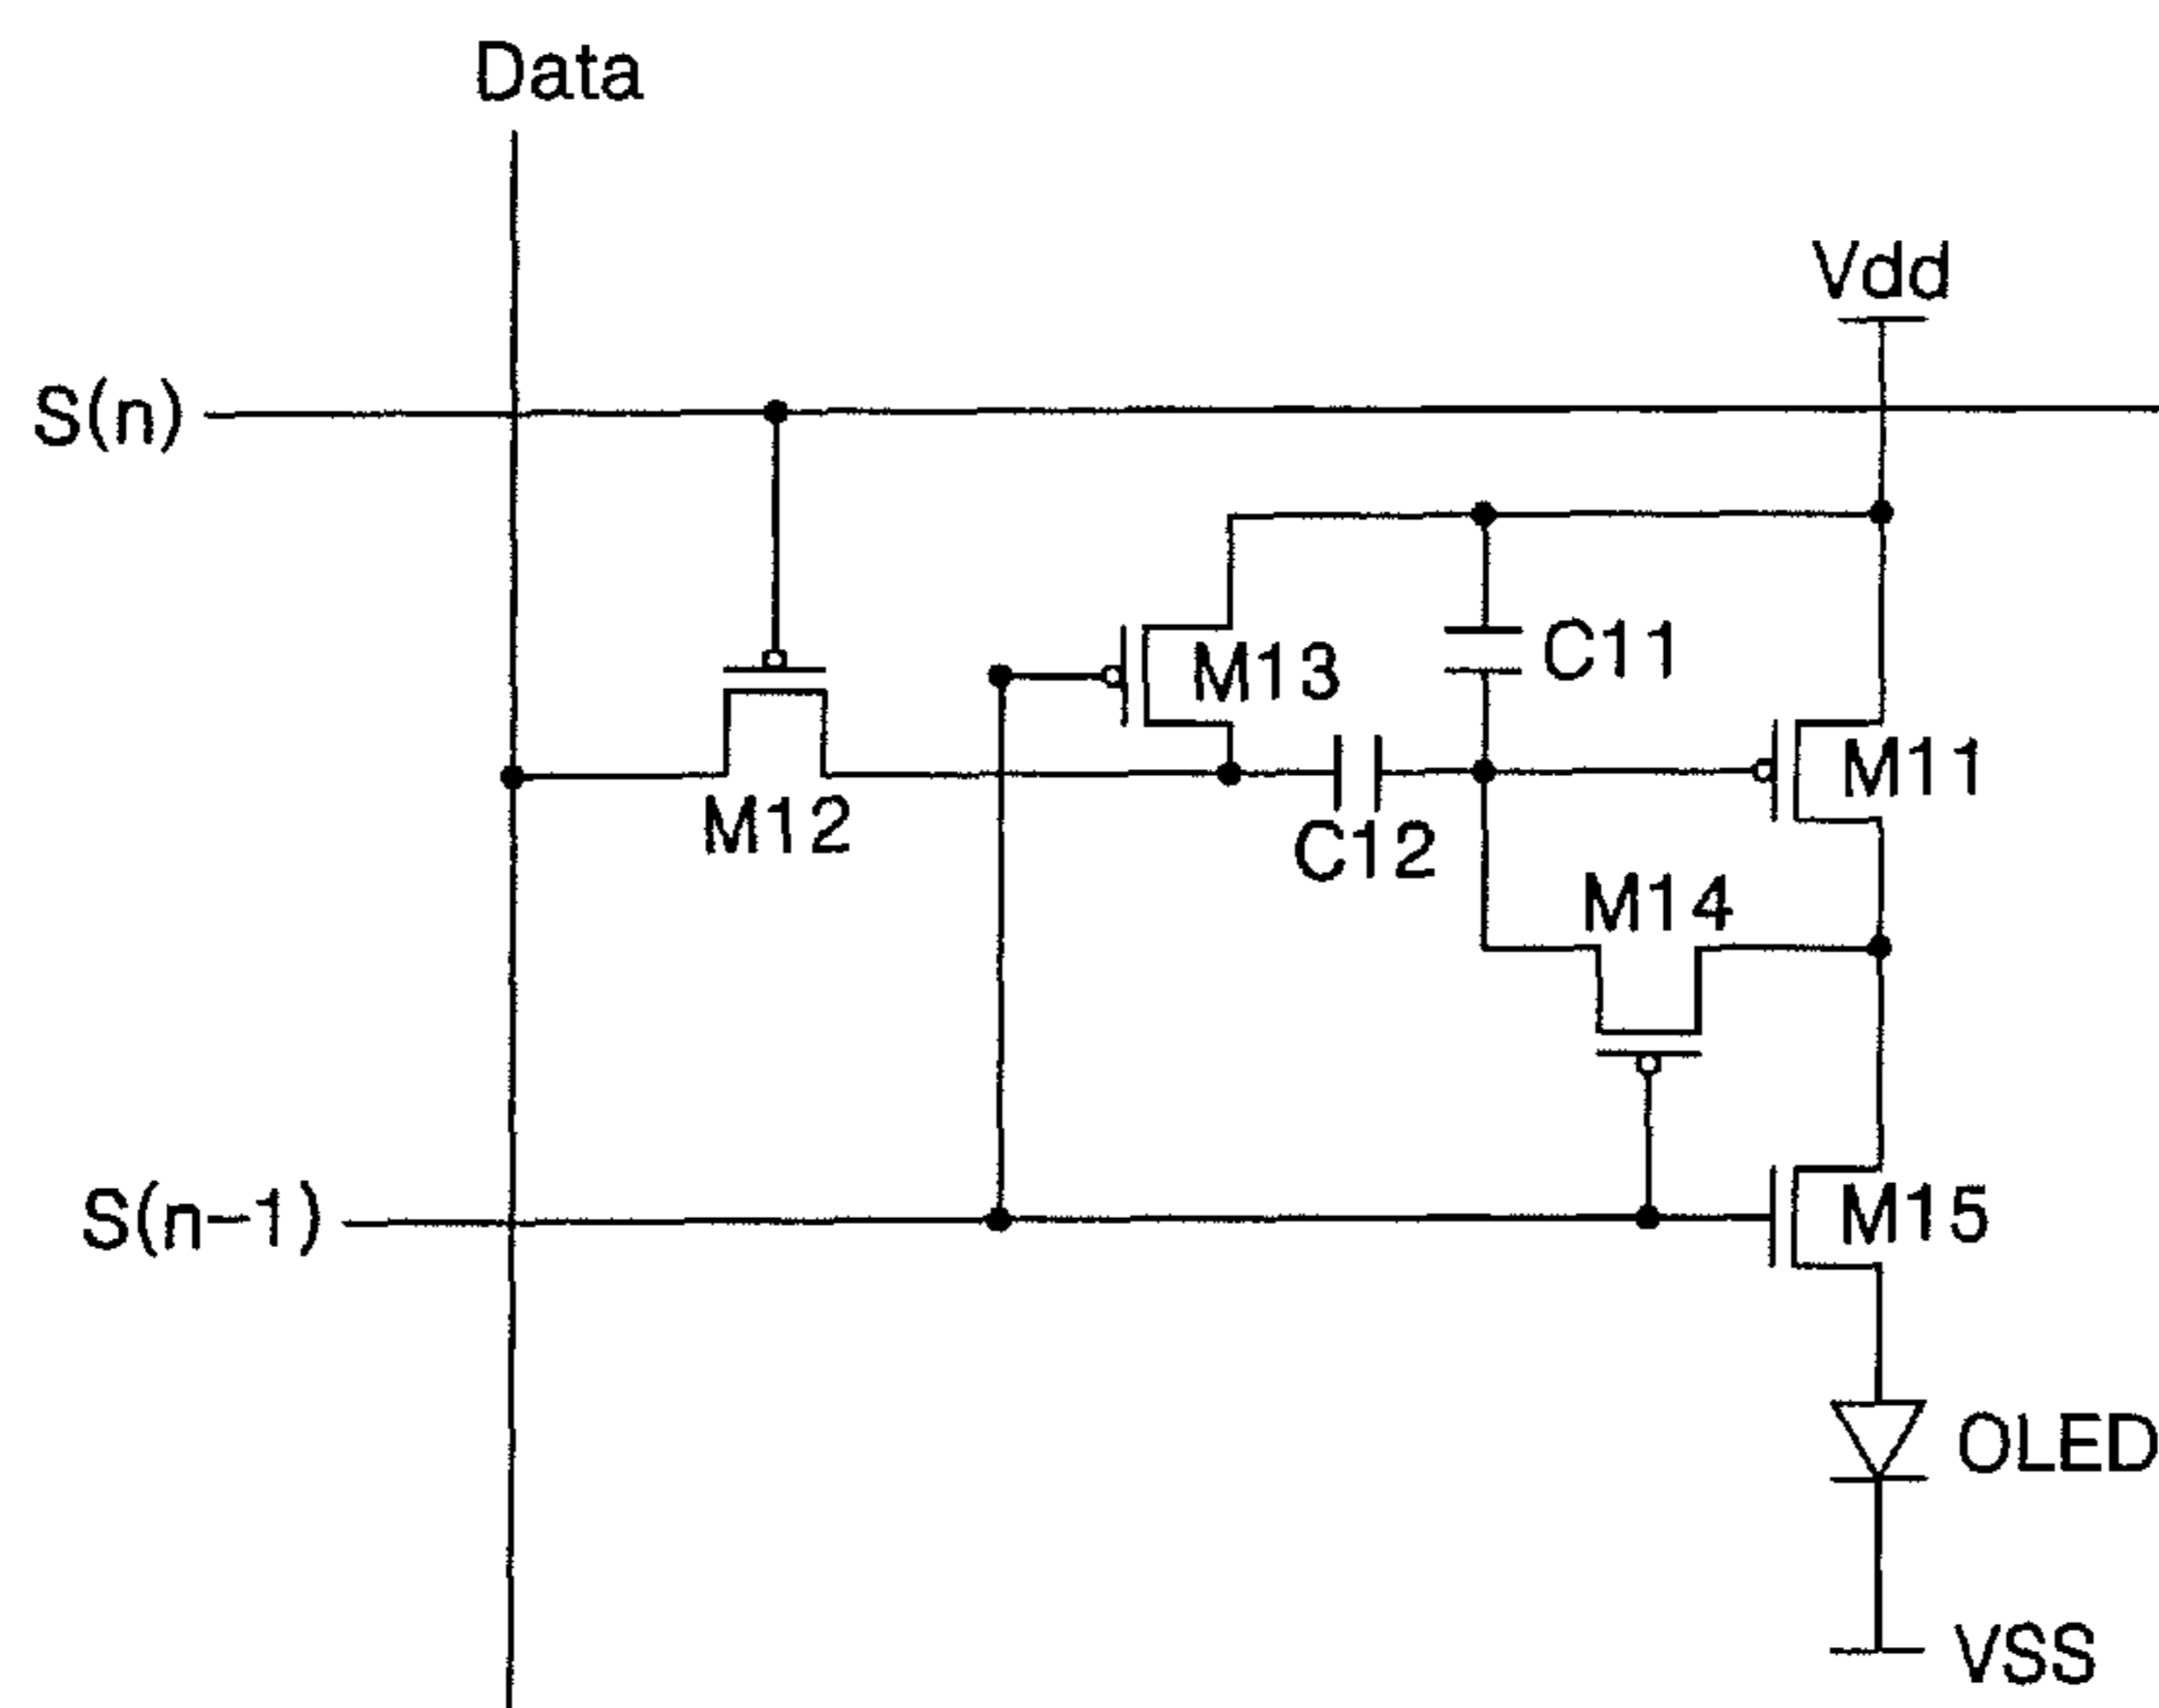 Data
Vdd
S(n)
M13
C11
M11
M12
C12
M14
S(n-1)
M15
OLED
VSS